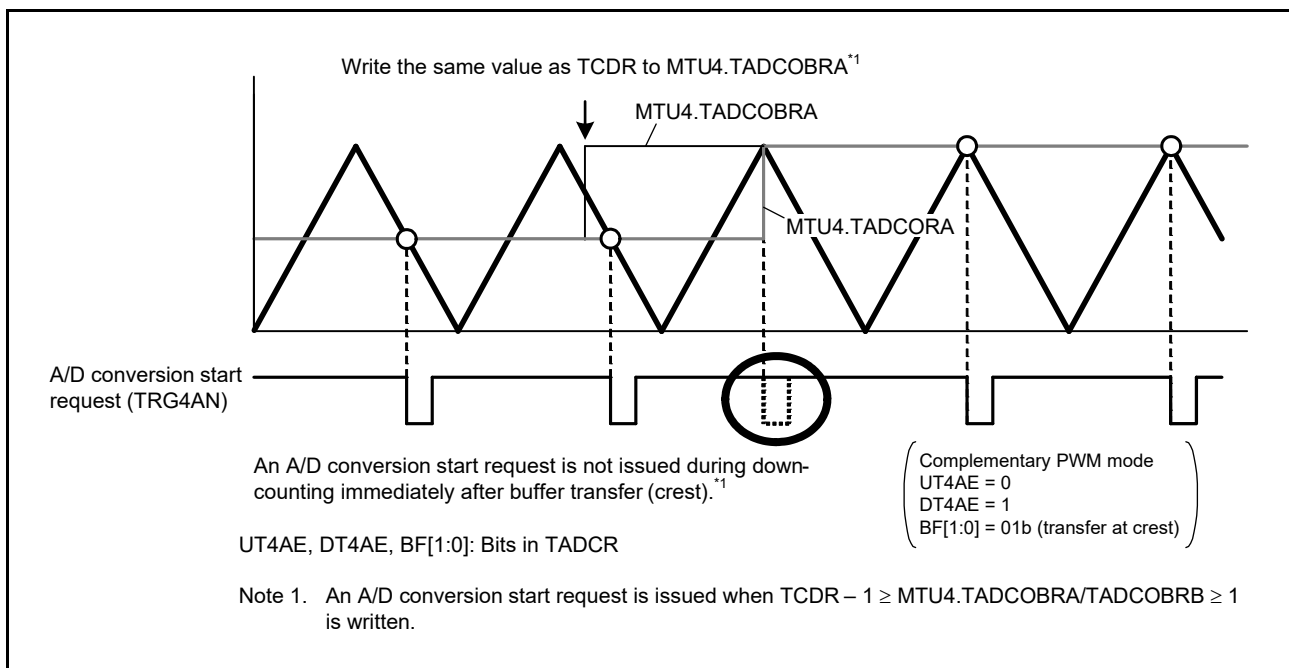 Write the same value as TCDR to MTU4.TADCOBRA*1
MTU4.TADCOBRA
MTU4.TADCORA
A/D conversion start
request (TRG4AN)
An A/D conversion start request is not issued during down-
counting immediately after buffer transfer (crest).*1
Complementary PWM mode
UT4AE = 0
DT4AE = 1
BF[1:0] = 01b (transfer at crest)
UT4AE, DT4AE, BF[1:0]: Bits in TADCR
Note 1. An A/D conversion start request is issued when TCDR – 1 ≥ MTU4.TADCOBRA/TADCOBRB ≥ 1
is written.